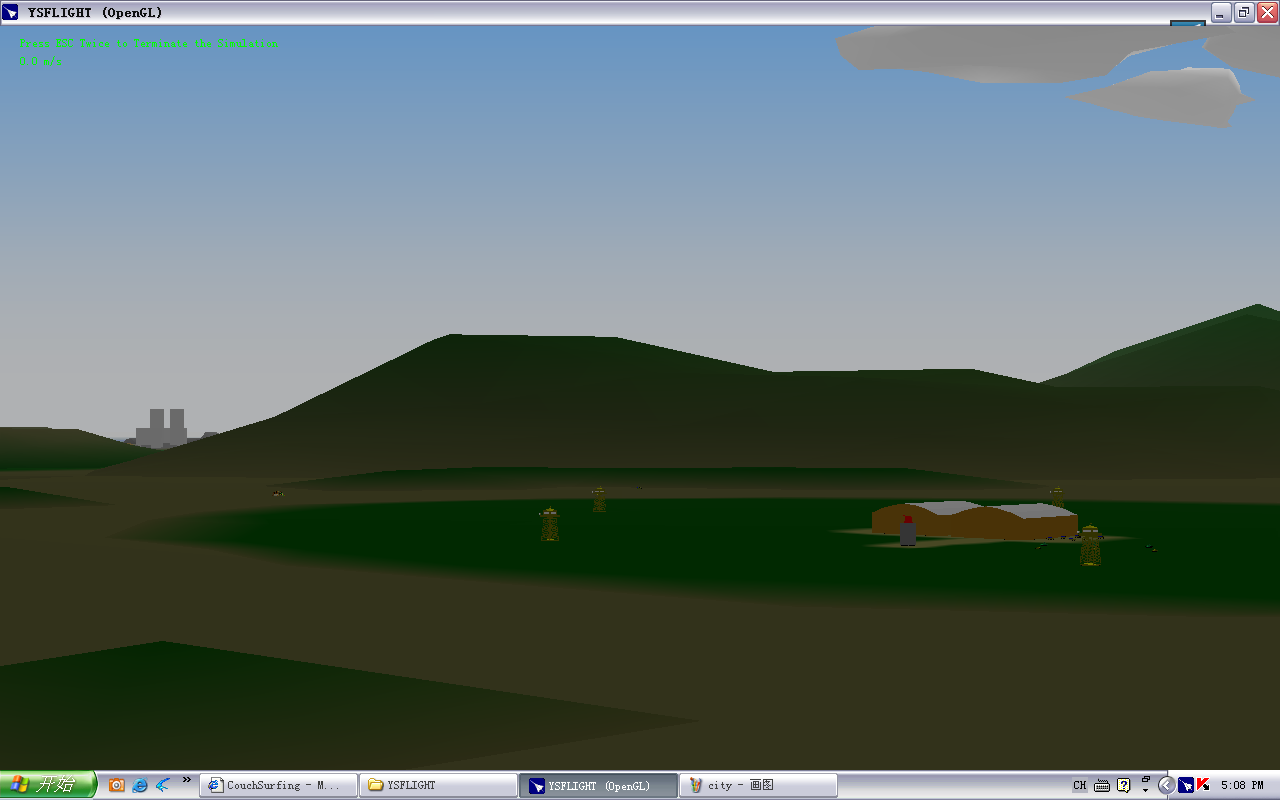 YSFLIGHT (OpenGL)
Press ESC Twice to Terminate the Simulation
开始
CouchSurfing - M...
YSFLIGHT
YSFLIGHT (OpenGL)
city - 画图
CH
5:08 PM